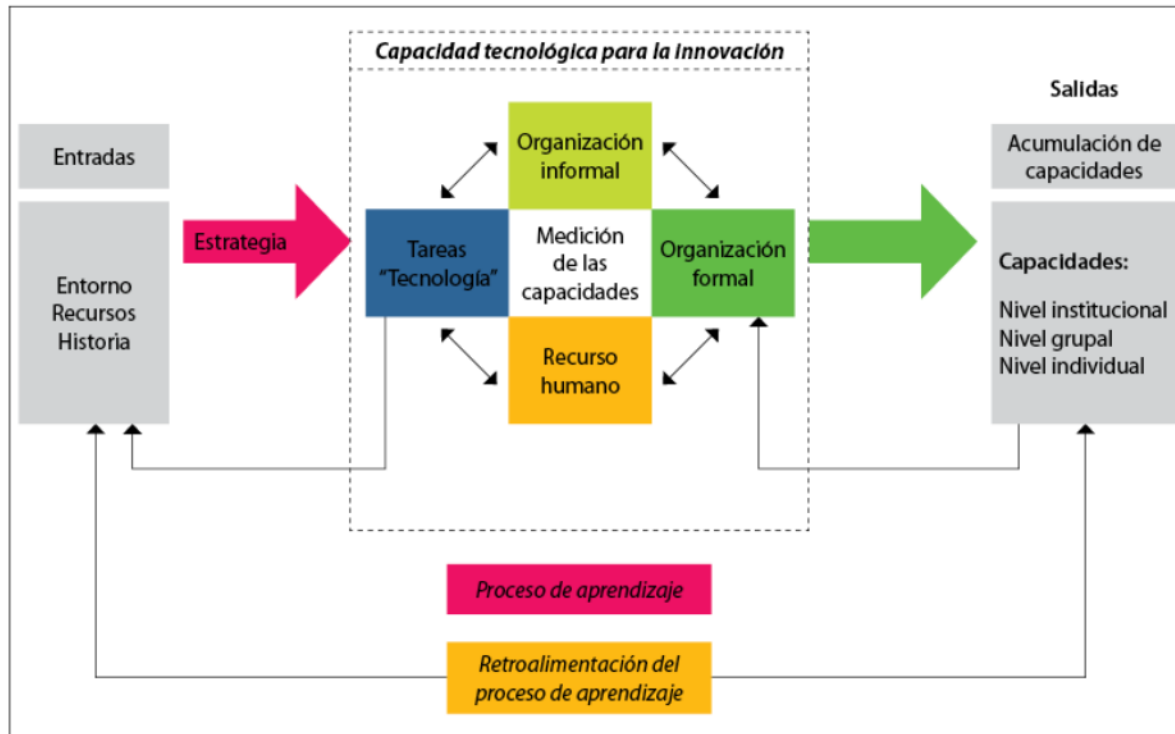 Capacidad tecnológica para la innovación
Entradas
Entorno
Recursos
Historia
Estrategia
Organización
informal
Tareas
“Tecnología”
Medición
de las
capacidades
Organización
formal
Recurso
humano
Salidas
Acumulación de
capacidades
Capacidades:
Nivel institucional
Nivel grupal
Nivel individual
Proceso de aprendizaje
Retroalimentación del
proceso de aprendizaje